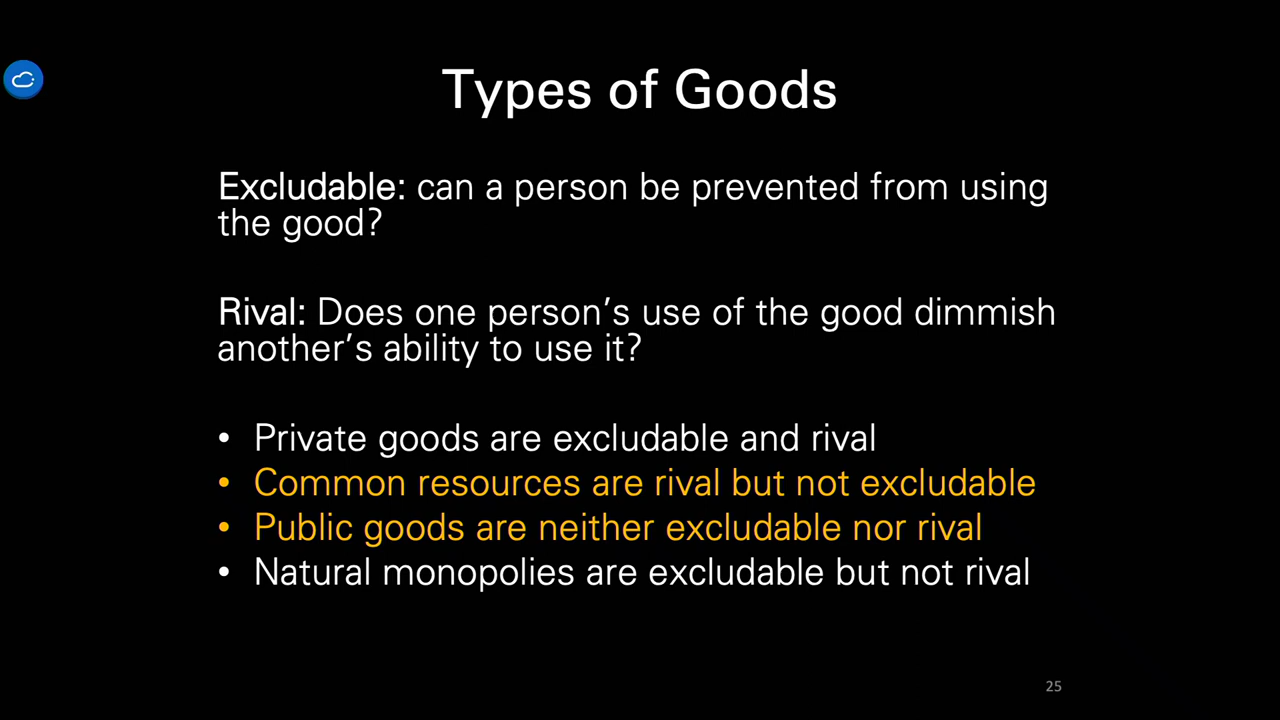 Types of Goods
Excludable: can a person be prevented from using
the good?
Rival: Does one person’s use of the good dimmish
another’s ability to use it?
• Private goods are excludable and rival
• Common resources are rival but not excludable
• Public goods are neither excludable nor rival
• Natural monopolies are excludable but not rival
25